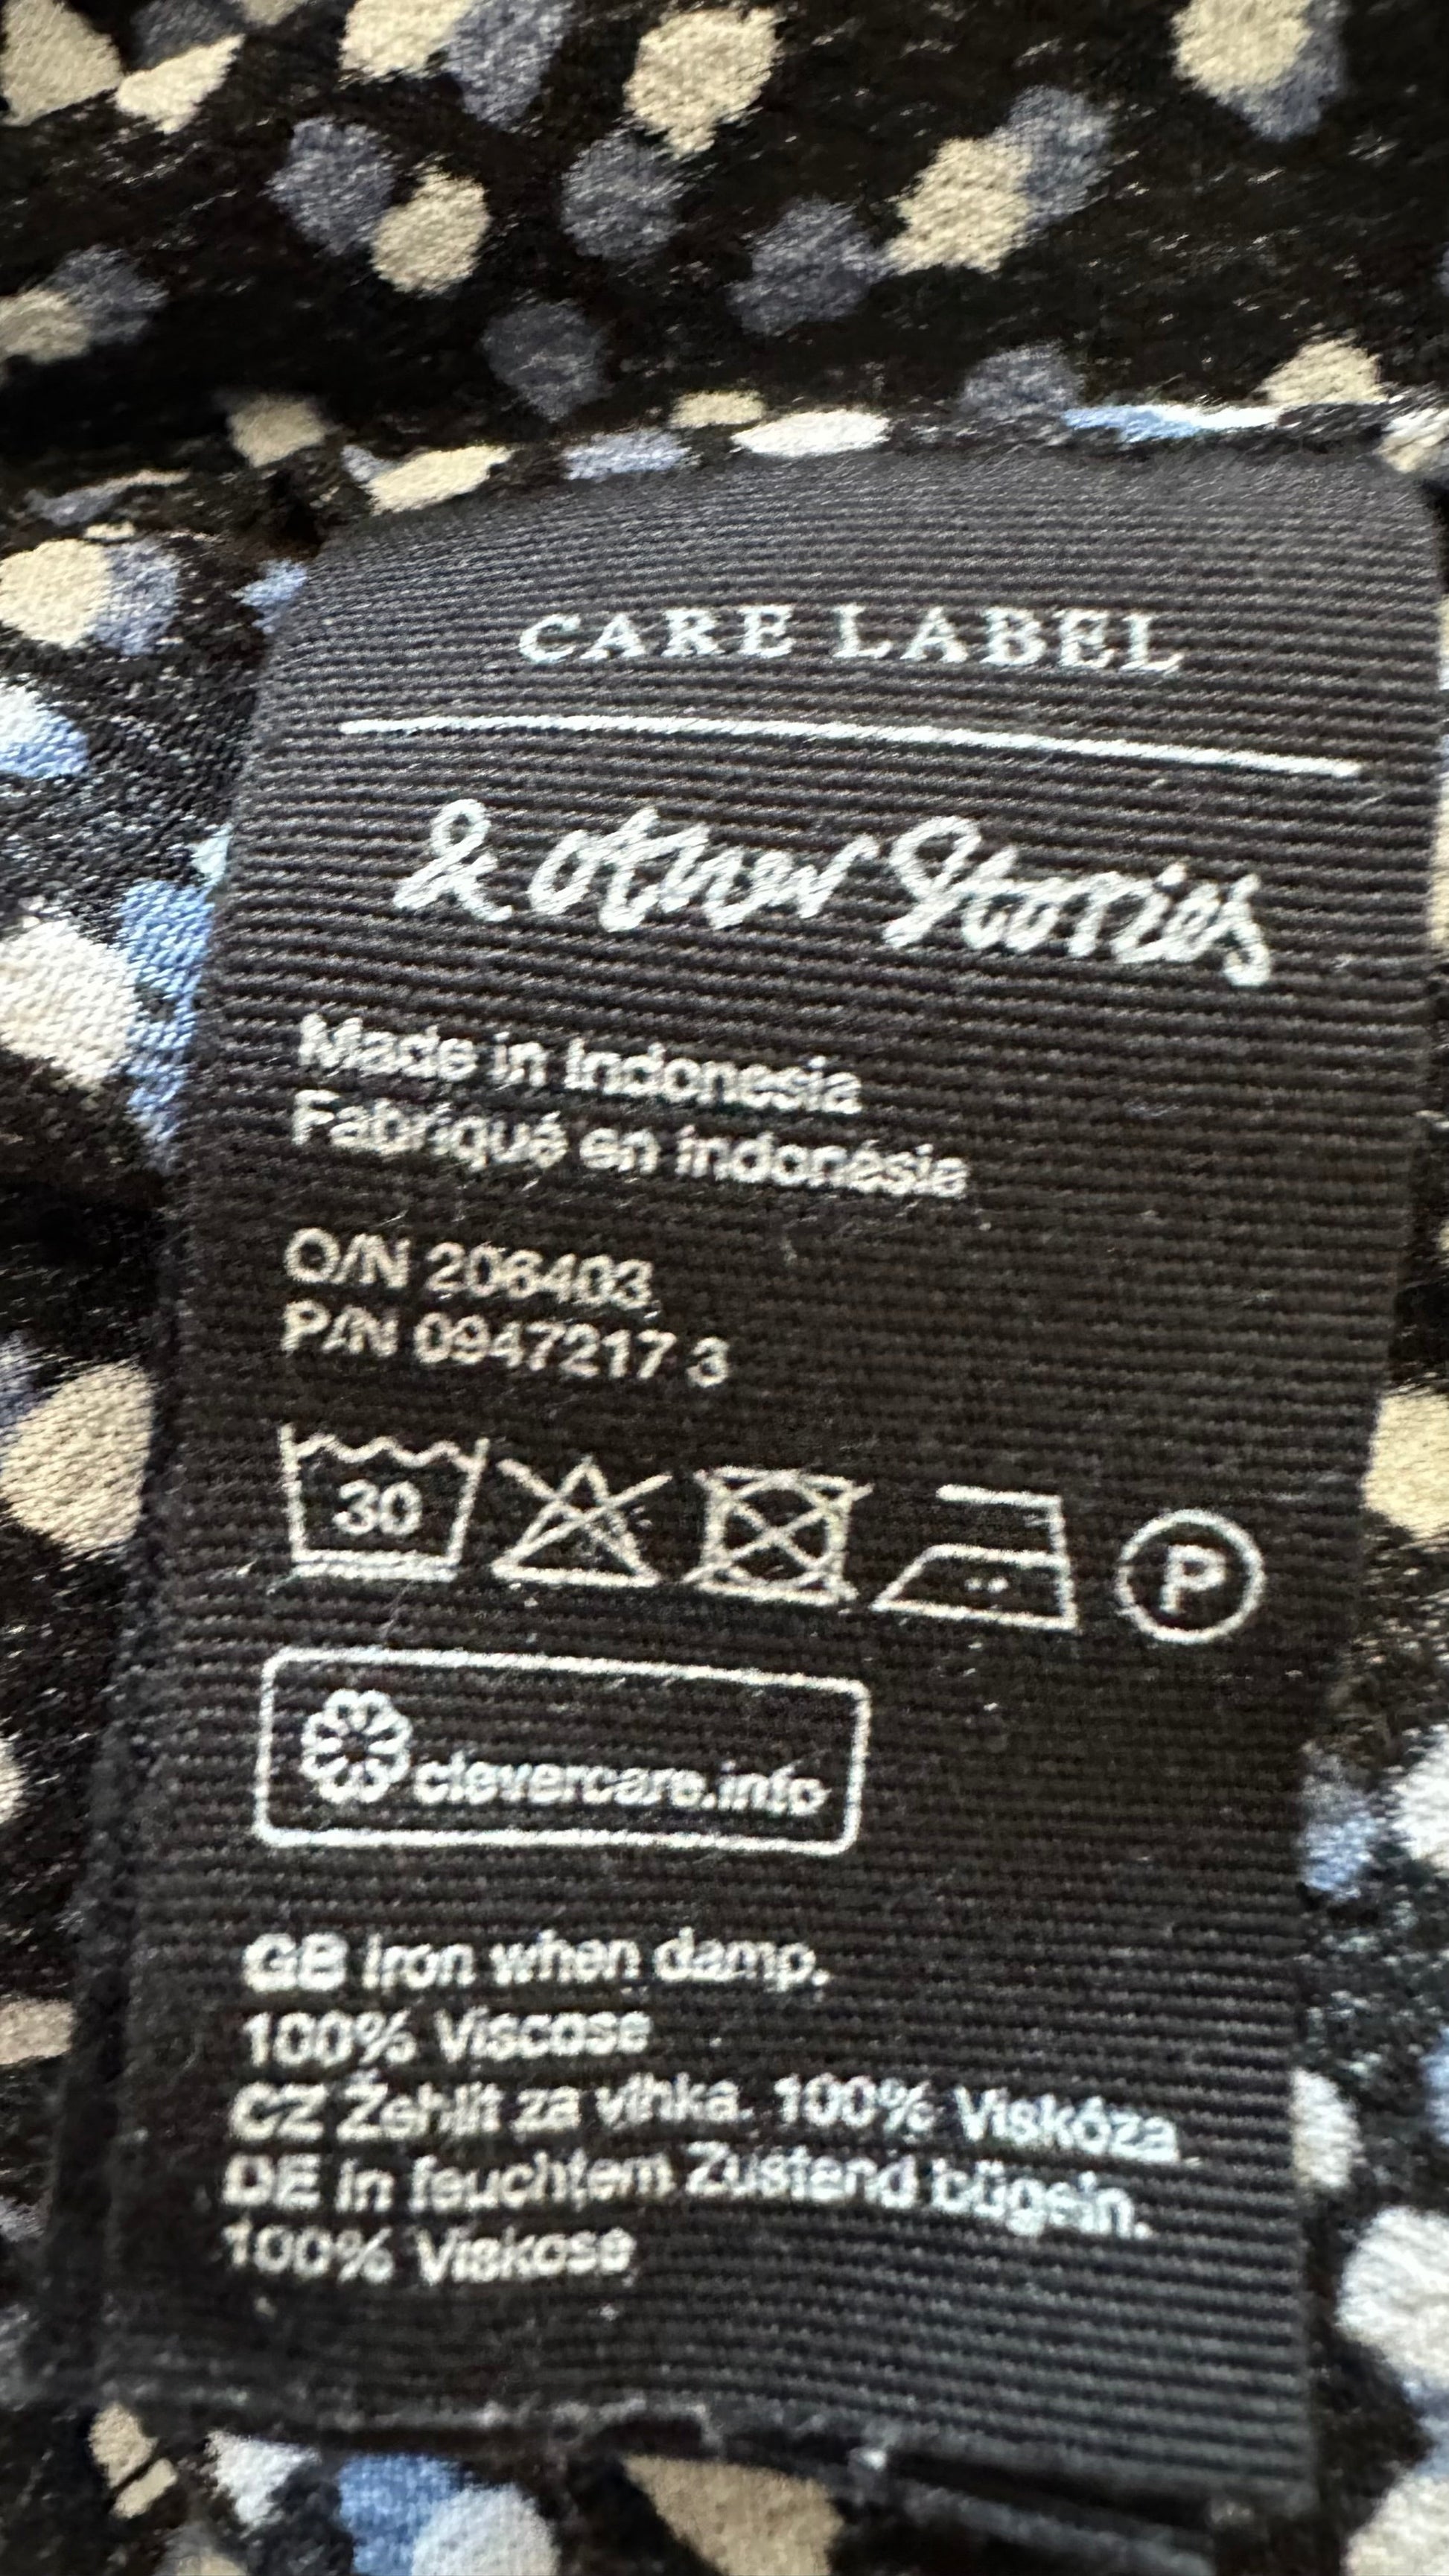 CARE LABEL
& Other Stories
Made in Indonesia
Fabriqué en indonésie
O/N 206403
P/N 0947217 3
30
P
clevercare.info
GB Iron when damp.
100% Viscose
CZ Žehlit za vlhka. 100% Viskóza
DE in feuchtem Zustand bügeln.
100% Viskose